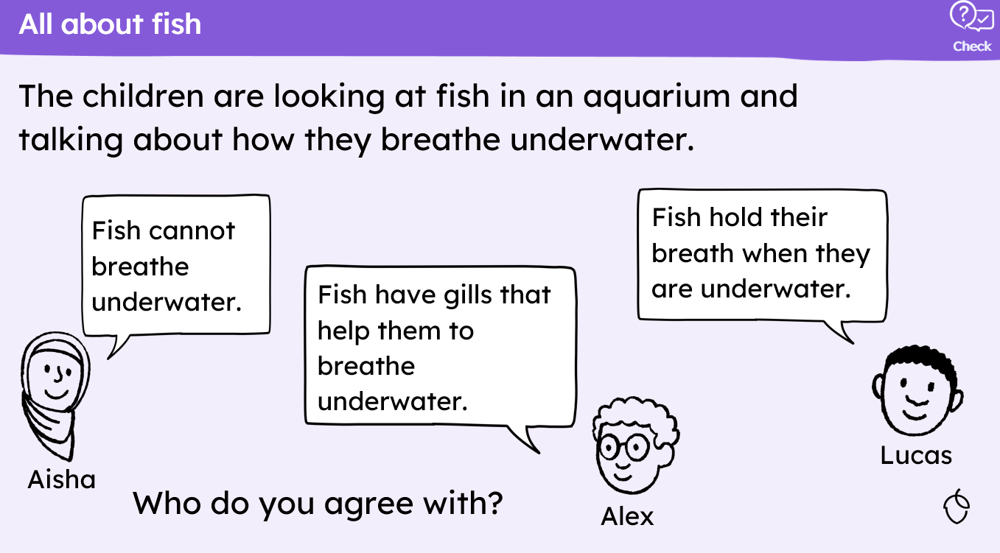 All about fish
Check
The children are looking at fish in an aquarium and
talking about how they breathe underwater.
Fish cannot
breathe
underwater.
Aisha
Fish have gills that
help them to
breathe
underwater.
Alex
Fish hold their
breath when they
are underwater.
Lucas
Who do you agree with?